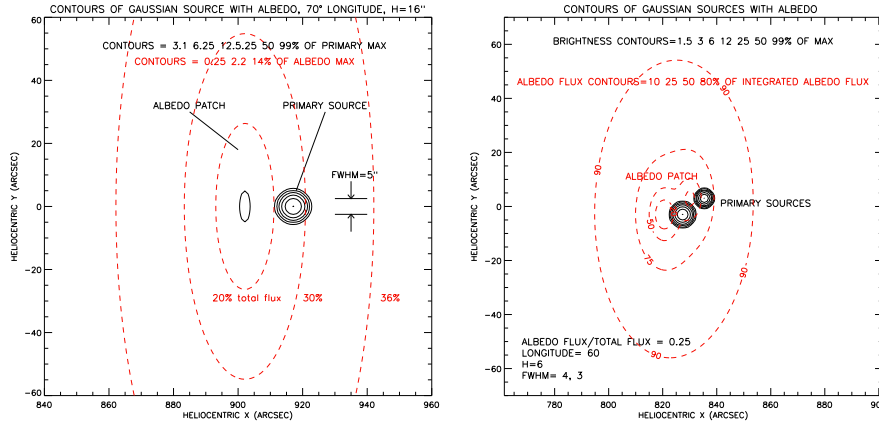 CONTOURS OF GAUSSIAN SOURCE WITH ALBEDO, 70° LONGITUDE, H=16"
CONTOURS = 3.1 6.25 12.5.25 50 99% OF PRIMARY MAX
CONTOURS = 0.25 2.2 14% OF ALBEDO MAX
ALBEDO PATCH
PRIMARY SOURCE
FWHM=5"
20% total flux
30%
36%
HELIOCENTRIC Y (ARCSEC)
60
40
20
0
-20
-40
-60
840
860
880
900
920
940
960
HELIOCENTRIC X (ARCSEC)
CONTOURS OF GAUSSIAN SOURCES WITH ALBEDO
BRIGHTNESS CONTOURS=1.5 3 6 12 25 50 99% OF MAX
ALBEDO FLUX CONTOURS=10 25 50 80% OF INTEGRATED ALBEDO FLUX
90
90
ALBEDO PATCH
PRIMARY SOURCES
50
75
90
90
ALBEDO FLUX/TOTAL FLUX = 0.25
LONGITUDE= 60
H=6
FWHM= 4, 3
HELIOCENTRIC Y (ARCSEC)
60
40
20
0
-20
-40
-60
780
800
820
840
860
880
900
HELIOCENTRIC X (ARCSEC)